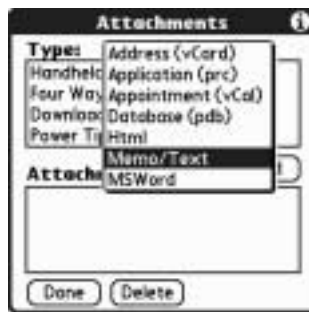 Attachments
Type: Address (vCard)
Handheld Application (prc)
Four Way Appointment (vCal)
Download Database (pdb)
Power Ti Html
Memo/Text
Attachm MSWord
Done Delete